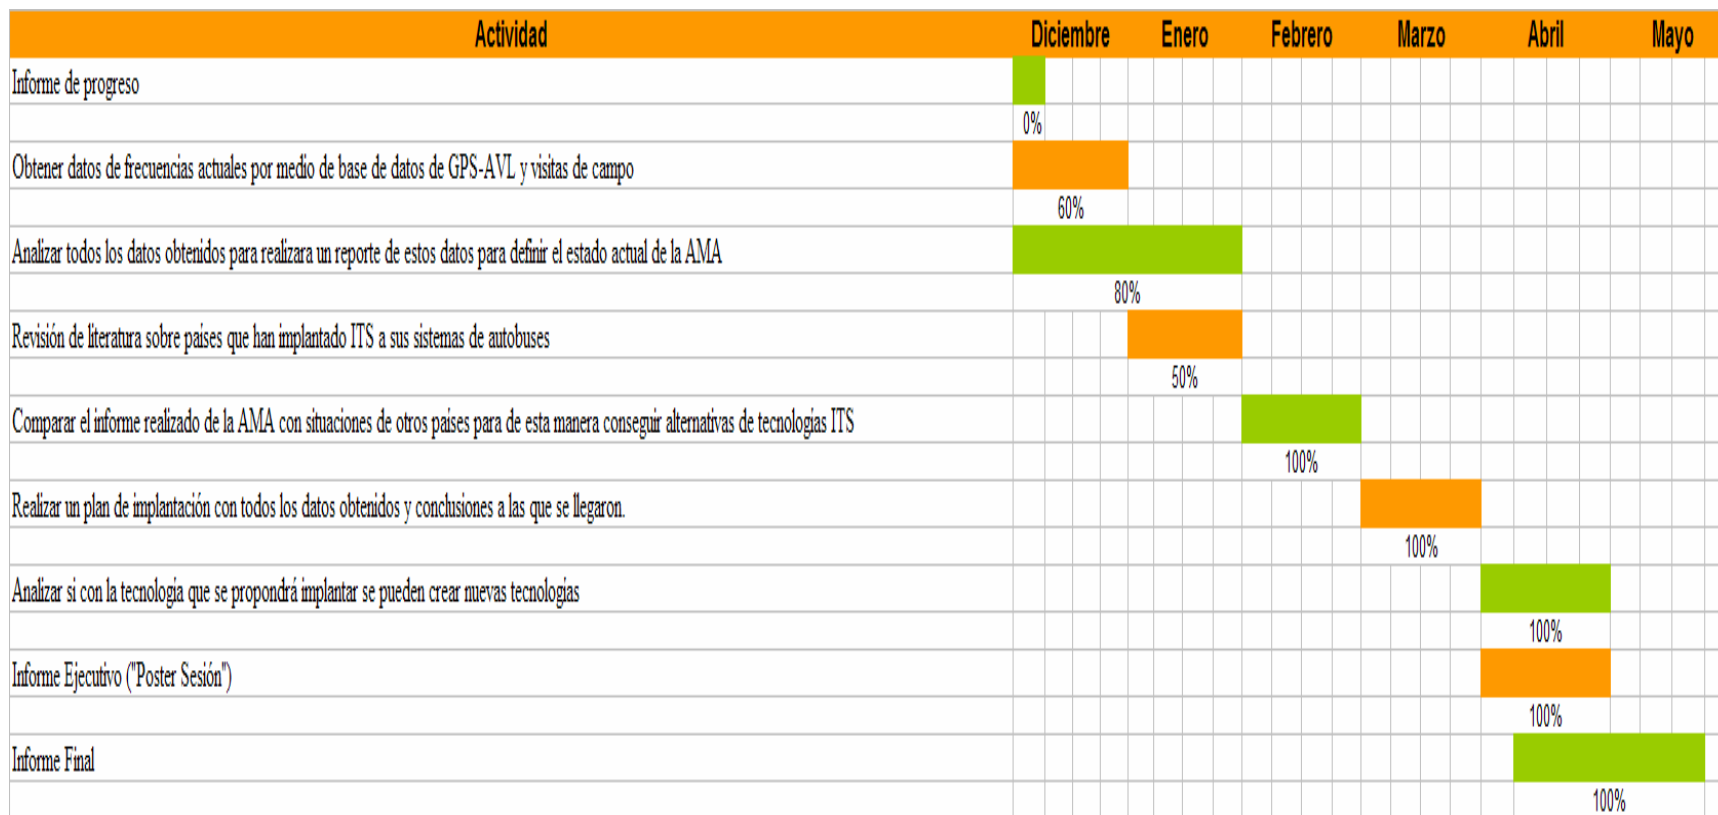 Actividad Diciembre Enero Febrero Marzo Abril Mayo
Informe de progreso
0%
Obtener datos de frecuencias actuales por medio de base de datos de GPS-AVL y visitas de campo
60%
Analizar todos los datos obtenidos para realizara un reporte de estos datos para definir el estado actual de la AMA
80%
Revisión de literatura sobre países que han implantado ITS a sus sistemas de autobuses
50%
Comparar el informe realizado de la AMA con situaciones de otros países para de esta manera conseguir alternativas de tecnologías ITS
100%
Realizar un plan de implantación con todos los datos obtenidos y conclusiones a las que se llegaron.
100%
Analizar si con la tecnología que se propondrá implantar se pueden crear nuevas tecnologías
100%
Informe Ejecutivo ("Poster Sesión")
100%
Informe Final
100%